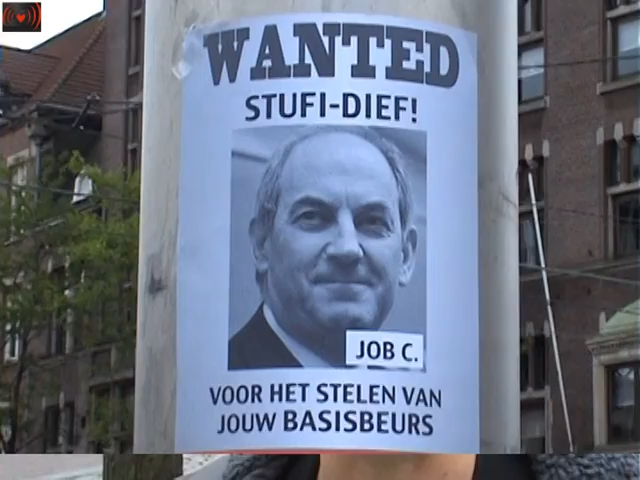 WANTED
STUFI-DIEF!
JOB C.
VOOR HET STELEN VAN
JOUW BASISBEURS